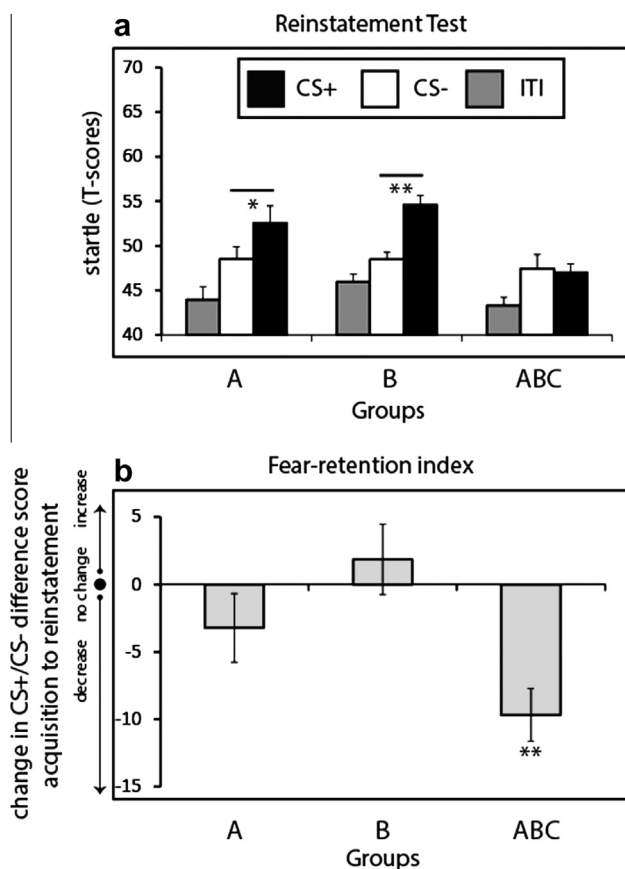 a
Reinstatement Test
CS+ CS- ITI
startle (T-scores)
70
65
60
55
50
45
40
* **
A B ABC
Groups
b
Fear-retention index
change in CS+/CS- difference score
acquisition to reinstatement
decrease no change increase
5
0
-5
-10
-15
**
A B ABC
Groups